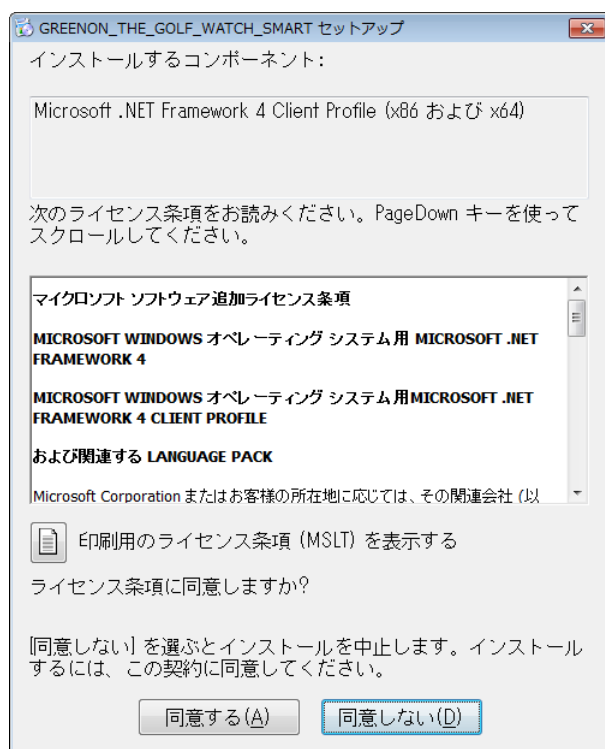 GREENON_THE_GOLF_WATCH_SMART セットアップ
インストールするコンポーネント:
Microsoft .NET Framework 4 Client Profile (x86 および x64)
次のライセンス条項をお読みください。PageDown キーを使って
スクロールしてください。
マイクロソフト ソフトウェア追加ライセンス条項
MICROSOFT WINDOWS オペレーティング システム用 MICROSOFT .NET
FRAMEWORK 4
MICROSOFT WINDOWS オペレーティング システム用MICROSOFT .NET
FRAMEWORK 4 CLIENT PROFILE
および関連する LANGUAGE PACK
Microsoft Corporation またはお客様の所在地に応じては、その関連会社 (以
印刷用のライセンス条項 (MSLT) を表示する
ライセンス条項に同意しますか?
[同意しない] を選ぶとインストールを中止します。インストール
するには、この契約に同意してください。
同意する(A) 同意しない(D)